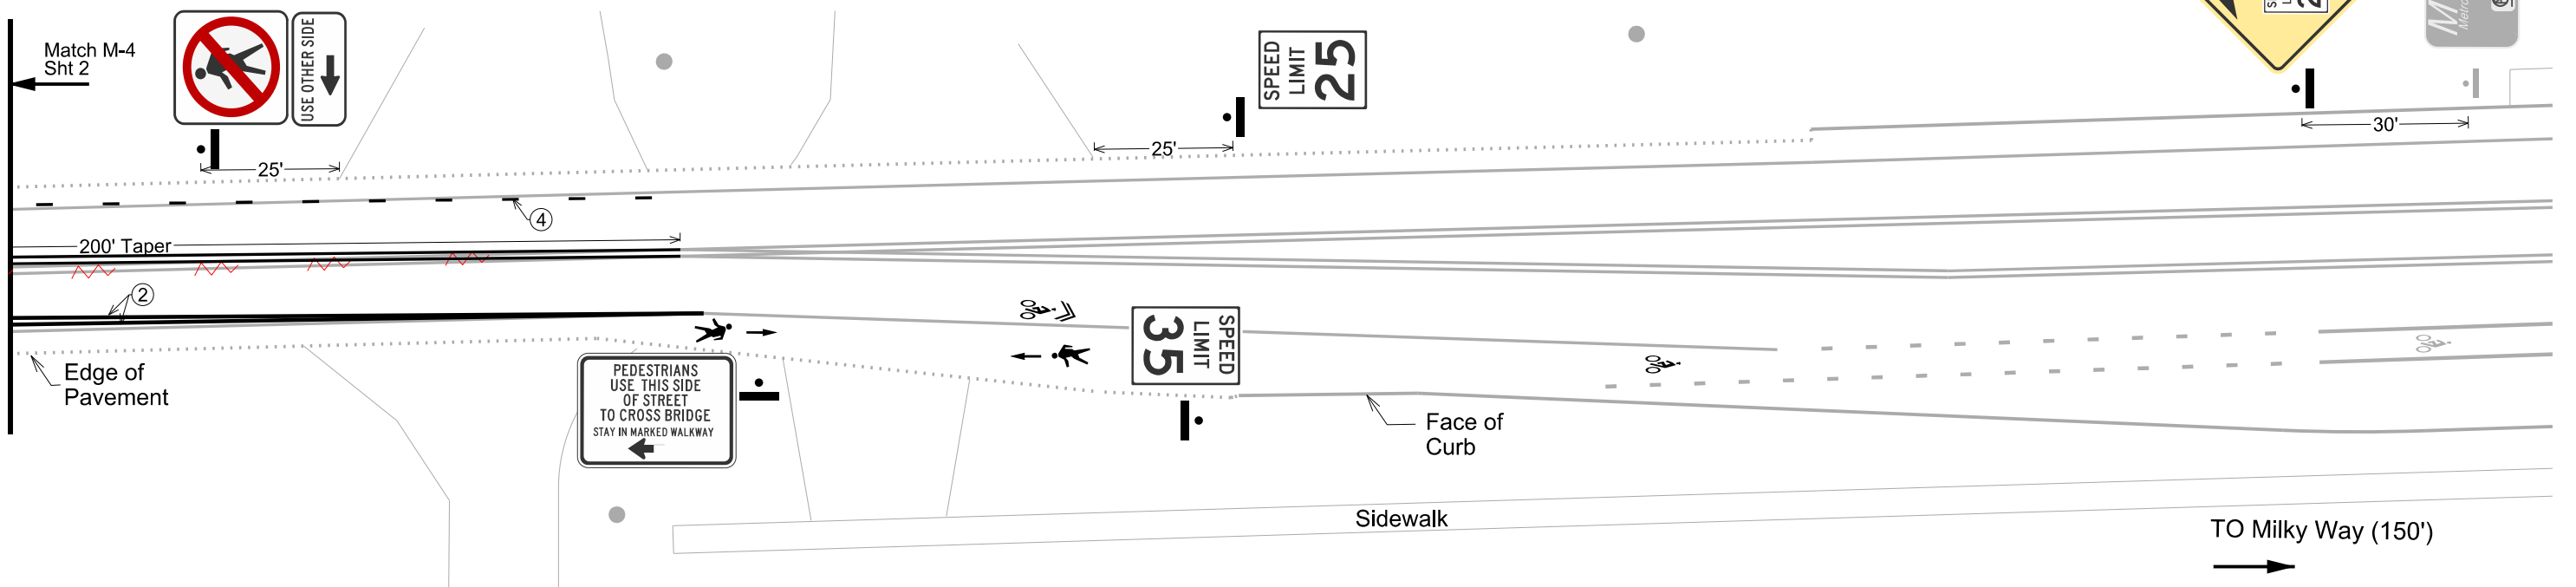 Match M-4
Sht 2
USE OTHER SIDE
25'
SPEED
LIMIT
25
25'
M
Metro
30'
4
200' Taper
2
SPEED
LIMIT
35
Edge of
Pavement
PEDESTRIANS
USE THIS SIDE
OF STREET
TO CROSS BRIDGE
STAY IN MARKED WALKWAY
Face of
Curb
Sidewalk
TO Milky Way (150')